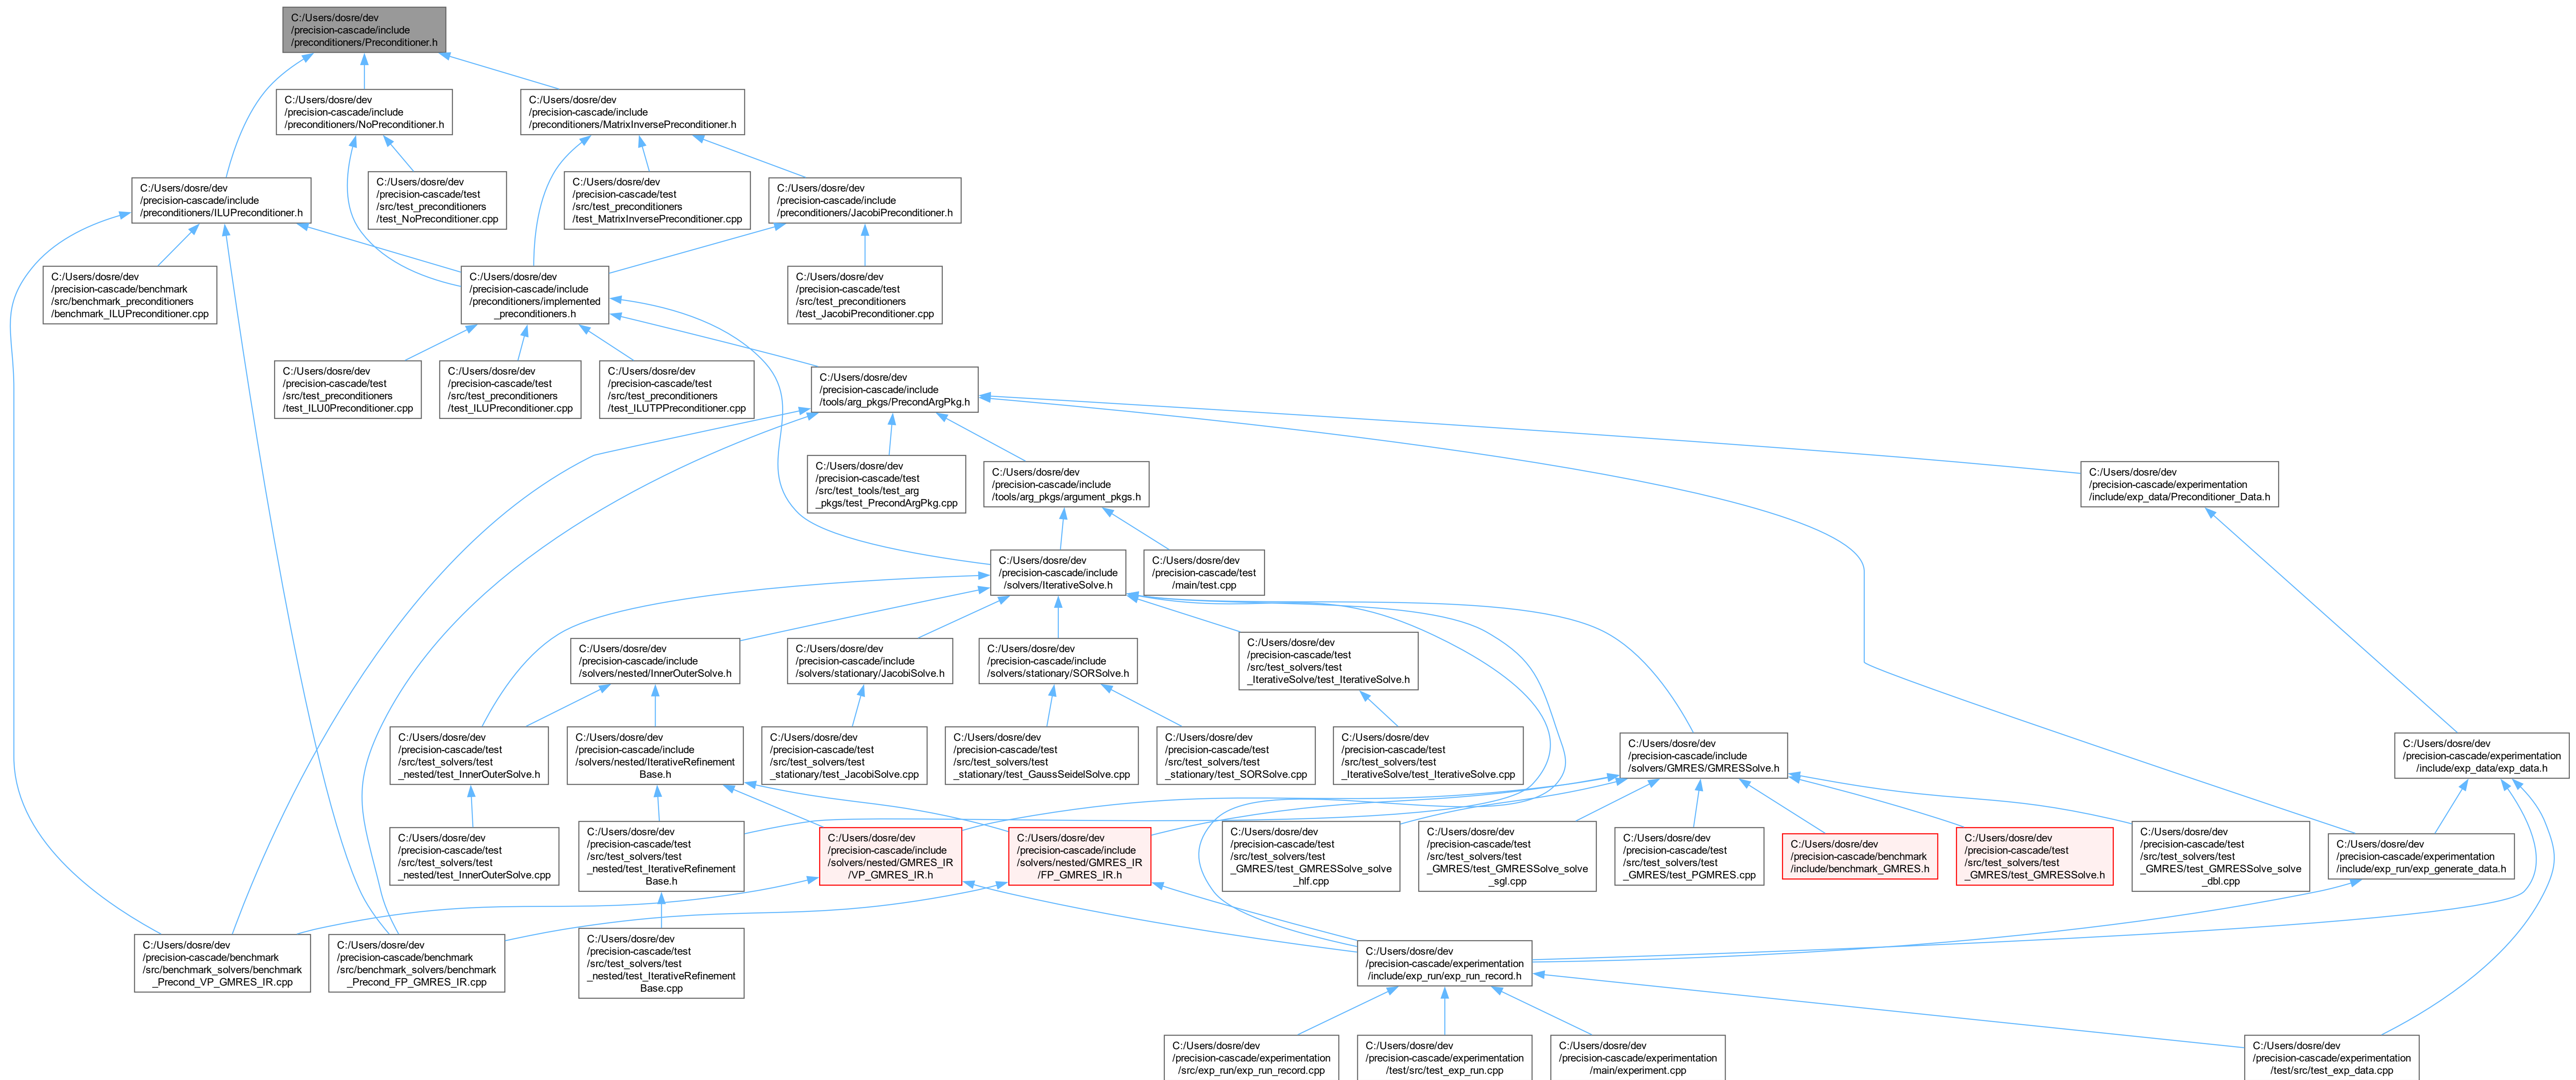 C:/Users/dosre/dev
/precision-cascade/include
/preconditioners/Preconditioner.h
C:/Users/dosre/dev
/precision-cascade/include
/preconditioners/NoPreconditioner.h
C:/Users/dosre/dev
/precision-cascade/include
/preconditioners/MatrixInversePreconditioner.h
C:/Users/dosre/dev
/precision-cascade/include
/preconditioners/ILUPreconditioner.h
C:/Users/dosre/dev
/precision-cascade/test
/src/test_preconditioners
/test_NoPreconditioner.cpp
C:/Users/dosre/dev
/precision-cascade/test
/src/test_preconditioners
/test_MatrixInversePreconditioner.cpp
C:/Users/dosre/dev
/precision-cascade/include
/preconditioners/JacobiPreconditioner.h
C:/Users/dosre/dev
/precision-cascade/benchmark
/src/benchmark_preconditioners
/benchmark_ILUPreconditioner.cpp
C:/Users/dosre/dev
/precision-cascade/include
/preconditioners/implemented
_preconditioners.h
C:/Users/dosre/dev
/precision-cascade/test
/src/test_preconditioners
/test_JacobiPreconditioner.cpp
C:/Users/dosre/dev
/precision-cascade/test
/src/test_preconditioners
/test_ILU0Preconditioner.cpp
C:/Users/dosre/dev
/precision-cascade/test
/src/test_preconditioners
/test_ILUPreconditioner.cpp
C:/Users/dosre/dev
/precision-cascade/test
/src/test_preconditioners
/test_ILUTPPreconditioner.cpp
C:/Users/dosre/dev
/precision-cascade/include
/tools/arg_pkgs/PrecondArgPkg.h
C:/Users/dosre/dev
/precision-cascade/test
/src/test_tools/test_arg
_pkgs/test_PrecondArgPkg.cpp
C:/Users/dosre/dev
/precision-cascade/include
/tools/arg_pkgs/argument_pkgs.h
C:/Users/dosre/dev
/precision-cascade/experimentation
/include/exp_data/Preconditioner_Data.h
C:/Users/dosre/dev
/precision-cascade/include
/solvers/IterativeSolve.h
C:/Users/dosre/dev
/precision-cascade/test
/main/test.cpp
C:/Users/dosre/dev
/precision-cascade/include
/solvers/nested/InnerOuterSolve.h
C:/Users/dosre/dev
/precision-cascade/include
/solvers/stationary/JacobiSolve.h
C:/Users/dosre/dev
/precision-cascade/include
/solvers/stationary/SORSolve.h
C:/Users/dosre/dev
/precision-cascade/test
/src/test_solvers/test
_IterativeSolve/test_IterativeSolve.h
C:/Users/dosre/dev
/precision-cascade/test
/src/test_solvers/test
_nested/test_InnerOuterSolve.h
C:/Users/dosre/dev
/precision-cascade/include
/solvers/nested/IterativeRefinement
Base.h
C:/Users/dosre/dev
/precision-cascade/test
/src/test_solvers/test
_stationary/test_JacobiSolve.cpp
C:/Users/dosre/dev
/precision-cascade/test
/src/test_solvers/test
_stationary/test_GaussSeidelSolve.cpp
C:/Users/dosre/dev
/precision-cascade/test
/src/test_solvers/test
_stationary/test_SORSolve.cpp
C:/Users/dosre/dev
/precision-cascade/test
/src/test_solvers/test
_IterativeSolve/test_IterativeSolve.cpp
C:/Users/dosre/dev
/precision-cascade/include
/solvers/GMRES/GMRESSolve.h
C:/Users/dosre/dev
/precision-cascade/experimentation
/include/exp_data/exp_data.h
C:/Users/dosre/dev
/precision-cascade/test
/src/test_solvers/test
_nested/test_InnerOuterSolve.cpp
C:/Users/dosre/dev
/precision-cascade/test
/src/test_solvers/test
_nested/test_IterativeRefinement
Base.h
C:/Users/dosre/dev
/precision-cascade/include
/solvers/nested/GMRES_IR
/VP_GMRES_IR.h
C:/Users/dosre/dev
/precision-cascade/include
/solvers/nested/GMRES_IR
/FP_GMRES_IR.h
C:/Users/dosre/dev
/precision-cascade/test
/src/test_solvers/test
_GMRES/test_GMRESSolve_solve
_hlf.cpp
C:/Users/dosre/dev
/precision-cascade/test
/src/test_solvers/test
_GMRES/test_GMRESSolve_solve
_sgl.cpp
C:/Users/dosre/dev
/precision-cascade/test
/src/test_solvers/test
_GMRES/test_PGMRES.cpp
C:/Users/dosre/dev
/precision-cascade/benchmark
/include/benchmark_GMRES.h
C:/Users/dosre/dev
/precision-cascade/test
/src/test_solvers/test
_GMRES/test_GMRESSolve.h
C:/Users/dosre/dev
/precision-cascade/test
/src/test_solvers/test
_GMRES/test_GMRESSolve_solve
_dbl.cpp
C:/Users/dosre/dev
/precision-cascade/experimentation
/include/exp_run/exp_generate_data.h
C:/Users/dosre/dev
/precision-cascade/benchmark
/src/benchmark_solvers/benchmark
_Precond_VP_GMRES_IR.cpp
C:/Users/dosre/dev
/precision-cascade/benchmark
/src/benchmark_solvers/benchmark
_Precond_FP_GMRES_IR.cpp
C:/Users/dosre/dev
/precision-cascade/test
/src/test_solvers/test
_nested/test_IterativeRefinement
Base.cpp
C:/Users/dosre/dev
/precision-cascade/experimentation
/include/exp_run/exp_run_record.h
C:/Users/dosre/dev
/precision-cascade/experimentation
/src/exp_run/exp_run_record.cpp
C:/Users/dosre/dev
/precision-cascade/experimentation
/test/src/test_exp_run.cpp
C:/Users/dosre/dev
/precision-cascade/experimentation
/main/experiment.cpp
C:/Users/dosre/dev
/precision-cascade/experimentation
/test/src/test_exp_data.cpp